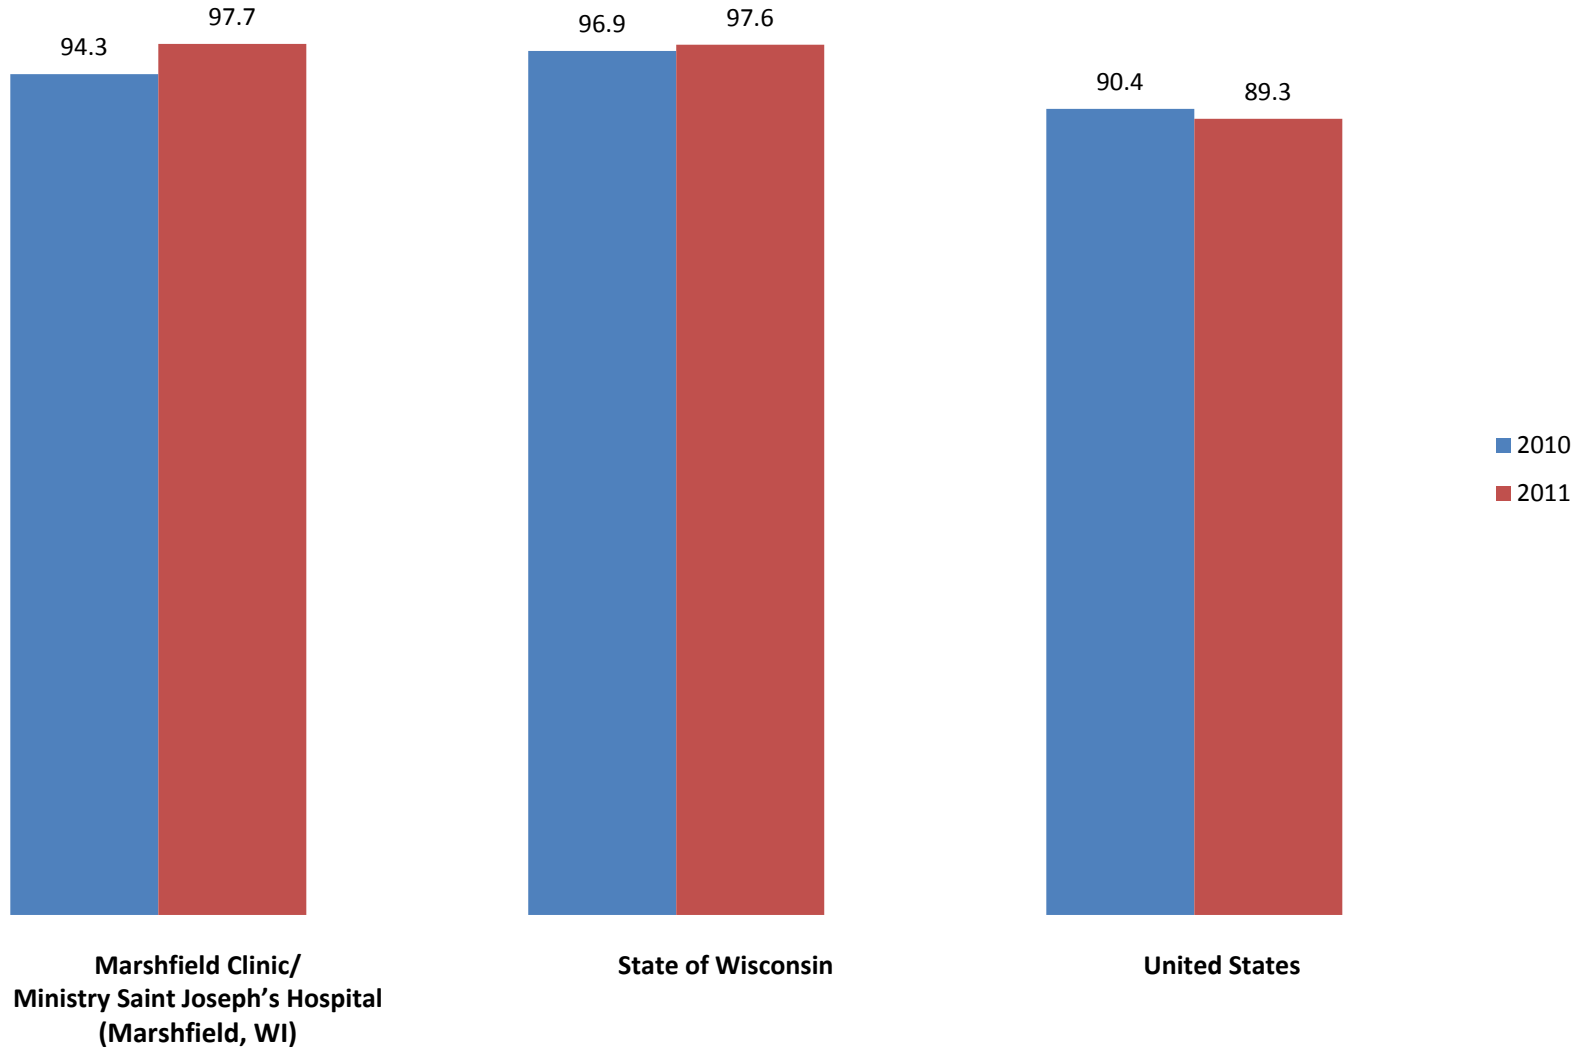 94.3
97.7
96.9
97.6
90.4
89.3
2010
2011
Marshfield Clinic/
Ministry Saint Joseph’s Hospital
(Marshfield, WI)
State of Wisconsin
United States